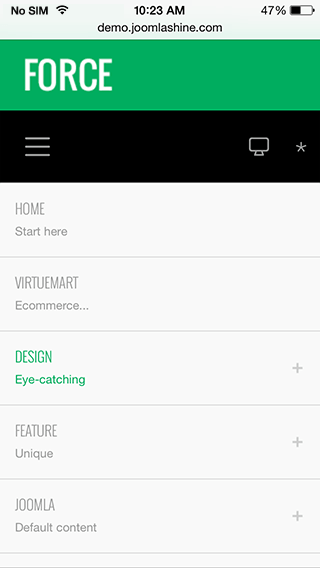 No SIM 10:23 AM 47%
demo.joomlashine.com
FORCE
HOME
Start here
VIRTUEMART
Ecommerce...
DESIGN
Eye-catching
+
FEATURE
Unique
+
JOOMLA
Default content
+